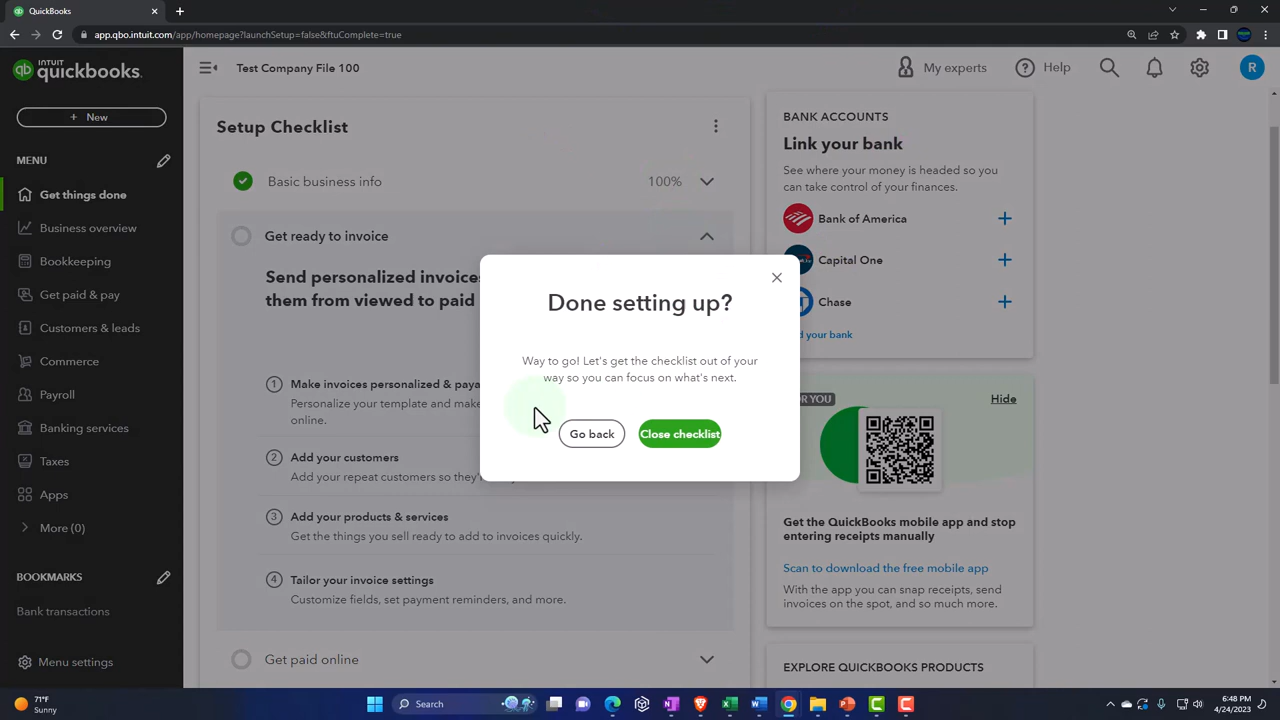 QuickBooks
app.qbo.intuit.com/app/homepage?launchSetup=false&ftuComplete=true
INTUIT
quickbooks.
Test Company File 100
My experts
Help
R
+ New
MENU
Get things done
Business overview
Bookkeeping
Get paid & pay
Customers & leads
Commerce
Payroll
Banking services
Taxes
Apps
More (0)
BOOKMARKS
Bank transactions
Menu settings
Setup Checklist
Basic business info 100%
Get ready to invoice
Send personalized invoices
them from viewed to paid
1 Make invoices personalized & paya
Personalize your template and make
online.
2 Add your customers
Add your repeat customers so they'
3 Add your products & services
Get the things you sell ready to add to invoices quickly.
4 Tailor your invoice settings
Customize fields, set payment reminders, and more.
Get paid online
Done setting up?
Way to go! Let's get the checklist out of your
way so you can focus on what's next.
Go back
Close checklist
BANK ACCOUNTS
Link your bank
See where your money is headed so you
can take control of your finances.
Bank of America
Capital One
Chase
d your bank
OR YOU
Hide
Get the QuickBooks mobile app and stop
entering receipts manually
Scan to download the free mobile app
With the app you can snap receipts, send
invoices on the spot, and so much more.
EXPLORE QUICKBOOKS PRODUCTS
71°F
Sunny
Search
6:48 PM
4/24/2023